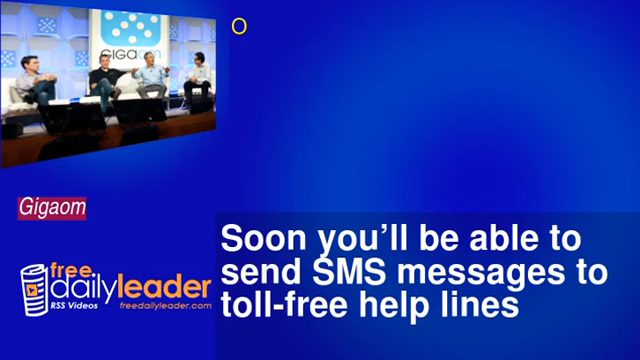 GIGAOM
O
Gigaom
Soon you'll be able to
send SMS messages to
toll-free help lines
free
dailyleader
RSS Videos freedailyleader.com